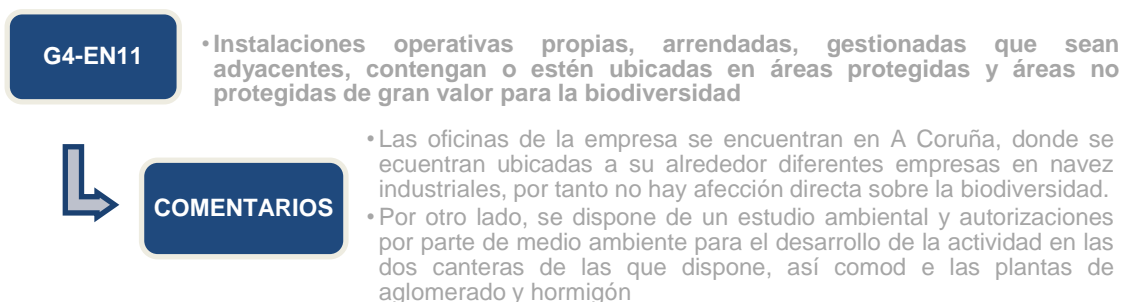 G4-EN11
•Instalaciones operativas propias, arrendadas, gestionadas que sean
adyacentes, contengan o estén ubicadas en áreas protegidas y áreas no
protegidas de gran valor para la biodiversidad
COMENTARIOS
•Las oficinas de la empresa se encuentran en A Coruña, donde se
ecuentran ubicadas a su alrededor diferentes empresas en navez
industriales, por tanto no hay afección directa sobre la biodiversidad.
•Por otro lado, se dispone de un estudio ambiental y autorizaciones
por parte de medio ambiente para el desarrollo de la actividad en las
dos canteras de las que dispone, así comod e las plantas de
aglomerado y hormigón